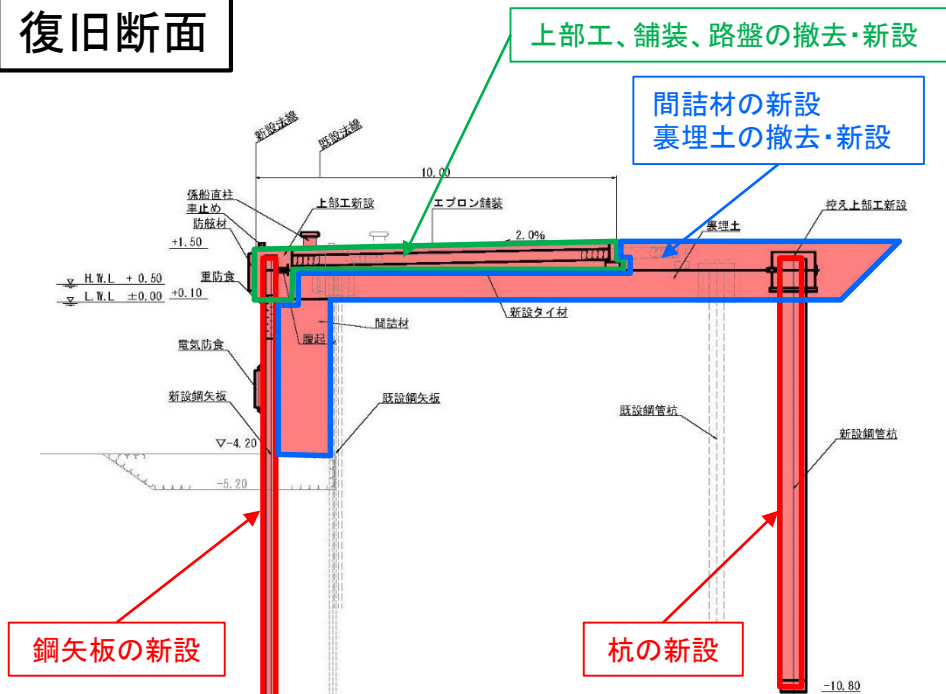 復旧断面
上部工、舗装、路盤の撤去・新設
間詰材の新設
裏埋土の撤去・新設
新設法線
既設法線
10.00
係船直柱
車止め
防舷材
上部工新設
エプロン舗装
控え上部工新設
裏埋土
+1.50
2.0%
H.W.L + 0.50
重防食
L.W.L ±0.00
+0.10
新設タイ材
間詰材
腹起
電気防食
新設鋼矢板
既設鋼矢板
既設鋼管杭
新設鋼管杭
▽-4.20
-5.20
鋼矢板の新設
杭の新設
-10.80